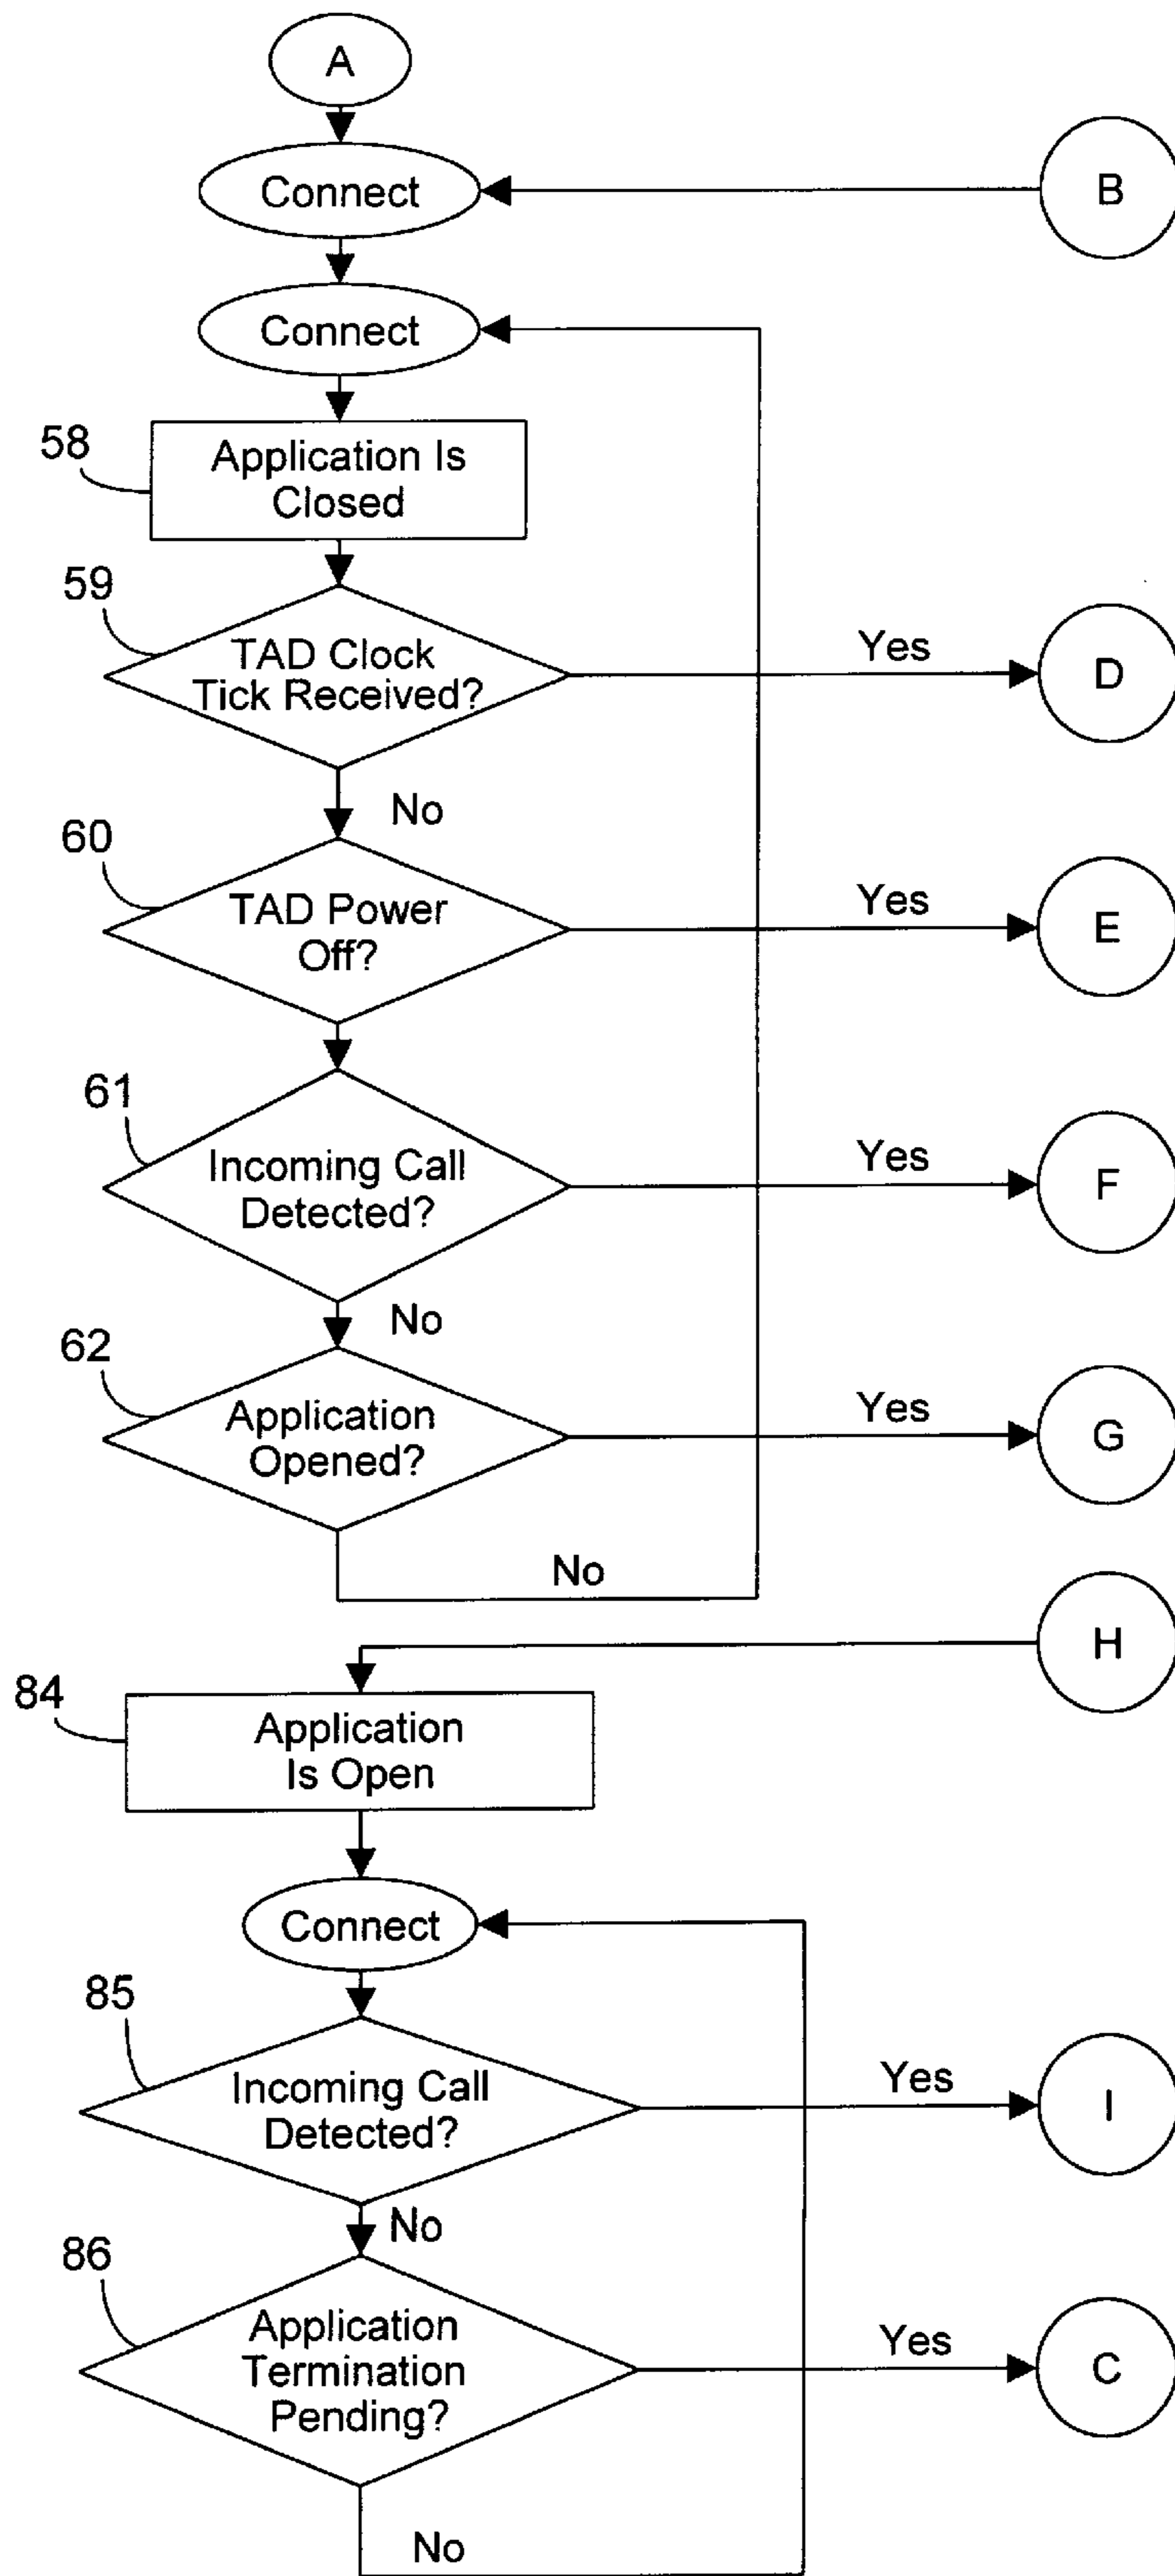 A
Connect
B
Connect
58
Application Is
Closed
59
TAD Clock
Tick Received?
Yes
D
No
60
TAD Power
Off?
Yes
E
61
Incoming Call
Detected?
Yes
F
No
62
Application
Opened?
Yes
G
No
H
84
Application
Is Open
Connect
85
Incoming Call
Detected?
Yes
I
No
86
Application
Termination
Pending?
Yes
C
No